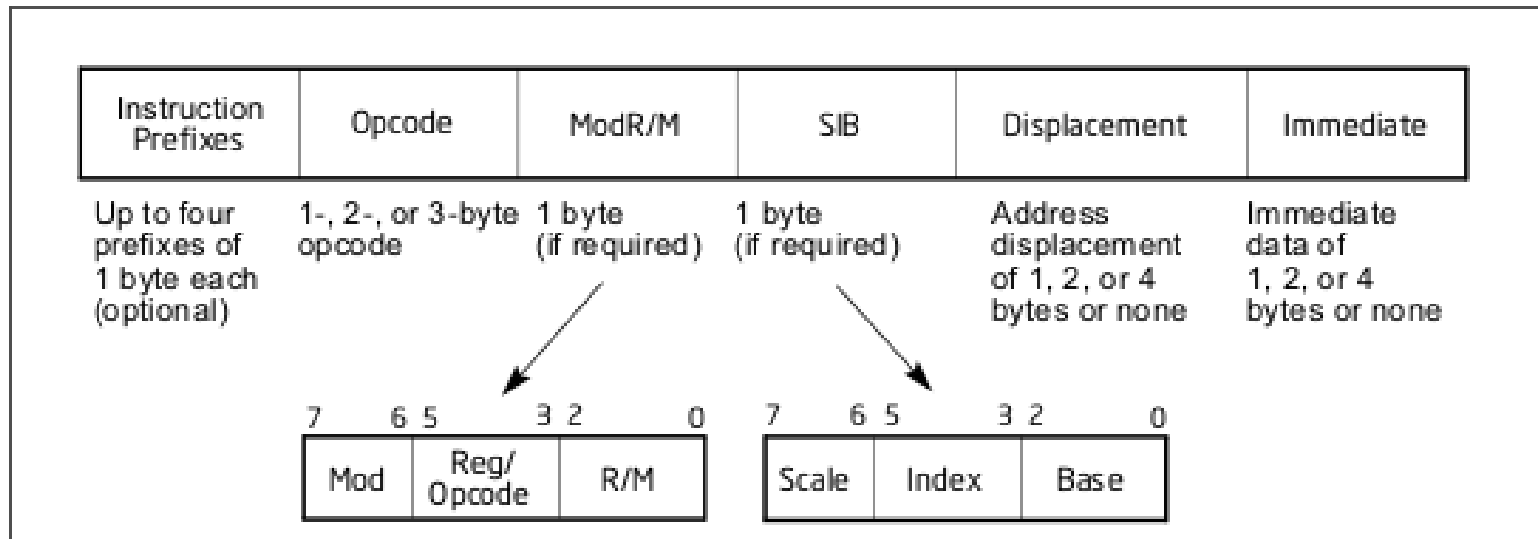 Instruction
Prefixes
Opcode
ModR/M
SIB
Displacement
Immediate
Up to four
prefixes of
1 byte each
(optional)
1-, 2-, or 3-byte
opcode
1 byte
(if required)
1 byte
(if required)
Address
displacement
of 1, 2, or 4
bytes or none
Immediate
data of
1, 2, or 4
bytes or none
7 6 5 3 2 0
Mod
Reg/
Opcode
R/M
7 6 5 3 2 0
Scale
Index
Base